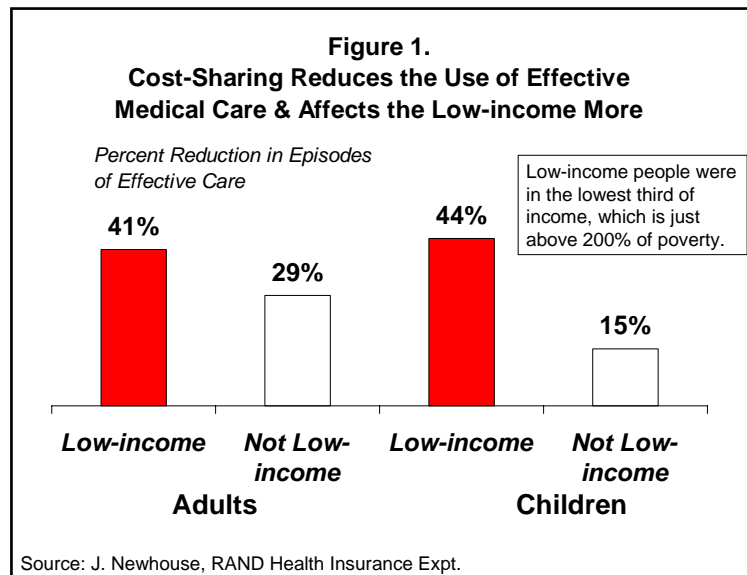 Figure 1.
Cost-Sharing Reduces the Use of Effective
Medical Care & Affects the Low-income More
Percent Reduction in Episodes
of Effective Care
Low-income people were
in the lowest third of
income, which is just
above 200% of poverty.
41%
29%
44%
15%
Low-income
Not Low-
income
Low-income
Not Low-
income
Adults
Children
Source: J. Newhouse, RAND Health Insurance Expt.